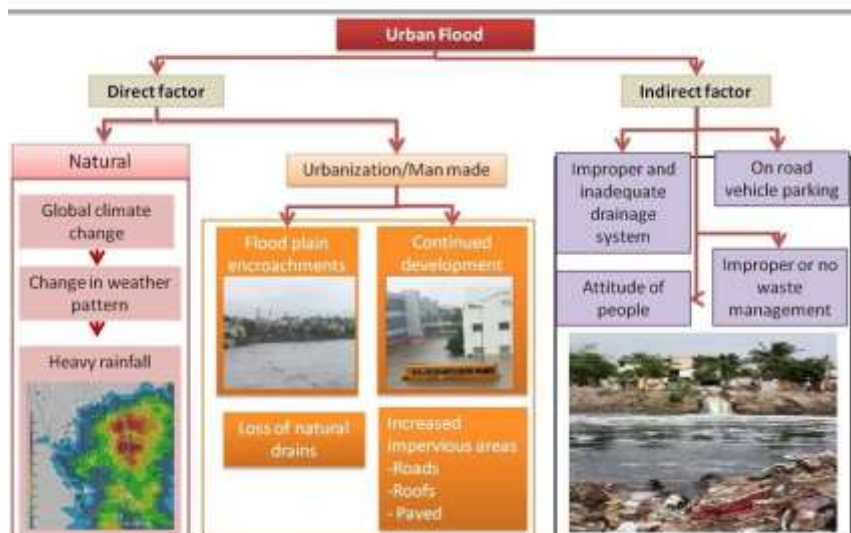 Urban Flood
Direct factor
Indirect factor
Natural
Global climate
change
Change in weather
pattern
Heavy rainfall
Urbanization/Man made
Flood plain
encroachments
Continued
development
Loss of natural
drains
Increased
impervious areas
-Roads
-Roofs
- Paved
Improper and
inadequate
drainage
system
On road
vehicle parking
Attitude of
people
Improper or no
waste
management